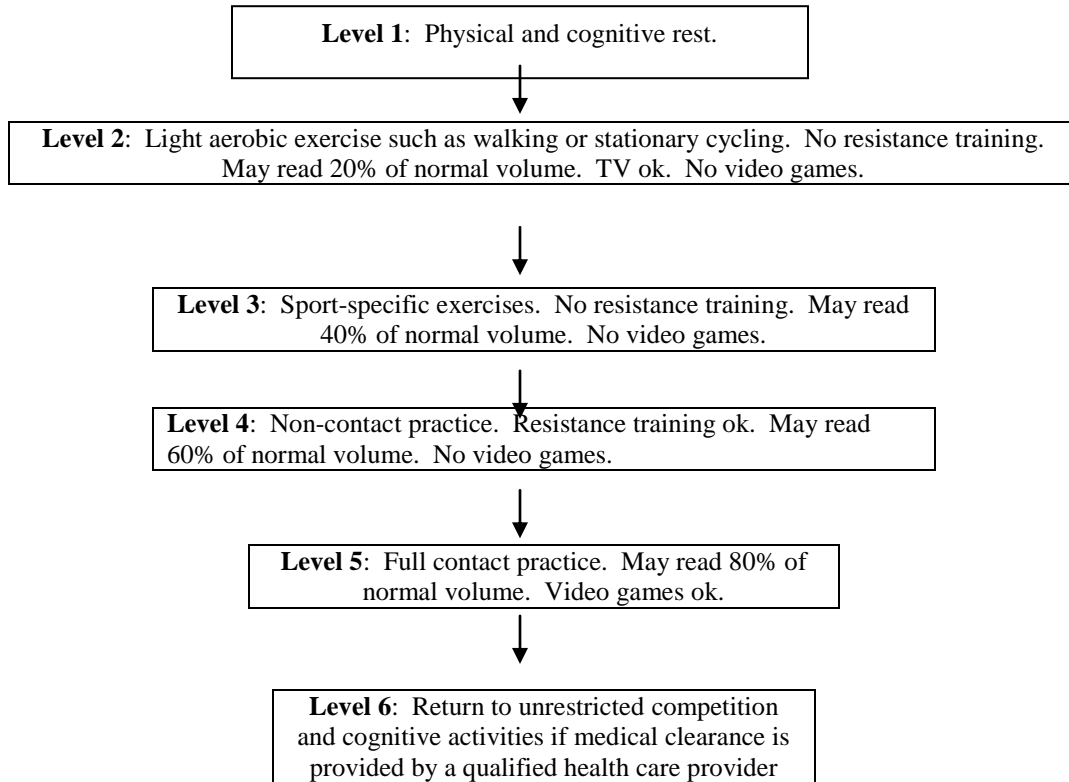 Level 1:  Physical and cognitive rest.
Level 2:  Light aerobic exercise such as walking or stationary cycling.  No resistance training.
May read 20% of normal volume.  TV ok.  No video games.
Level 3:  Sport-specific exercises.  No resistance training.  May read
40% of normal volume.  No video games.
Level 4:  Non-contact practice.  Resistance training ok.  May read
60% of normal volume.  No video games.
Level 5:  Full contact practice.  May read 80% of
normal volume.  Video games ok.
Level 6:  Return to unrestricted competition
and cognitive activities if medical clearance is
provided by a qualified health care provider